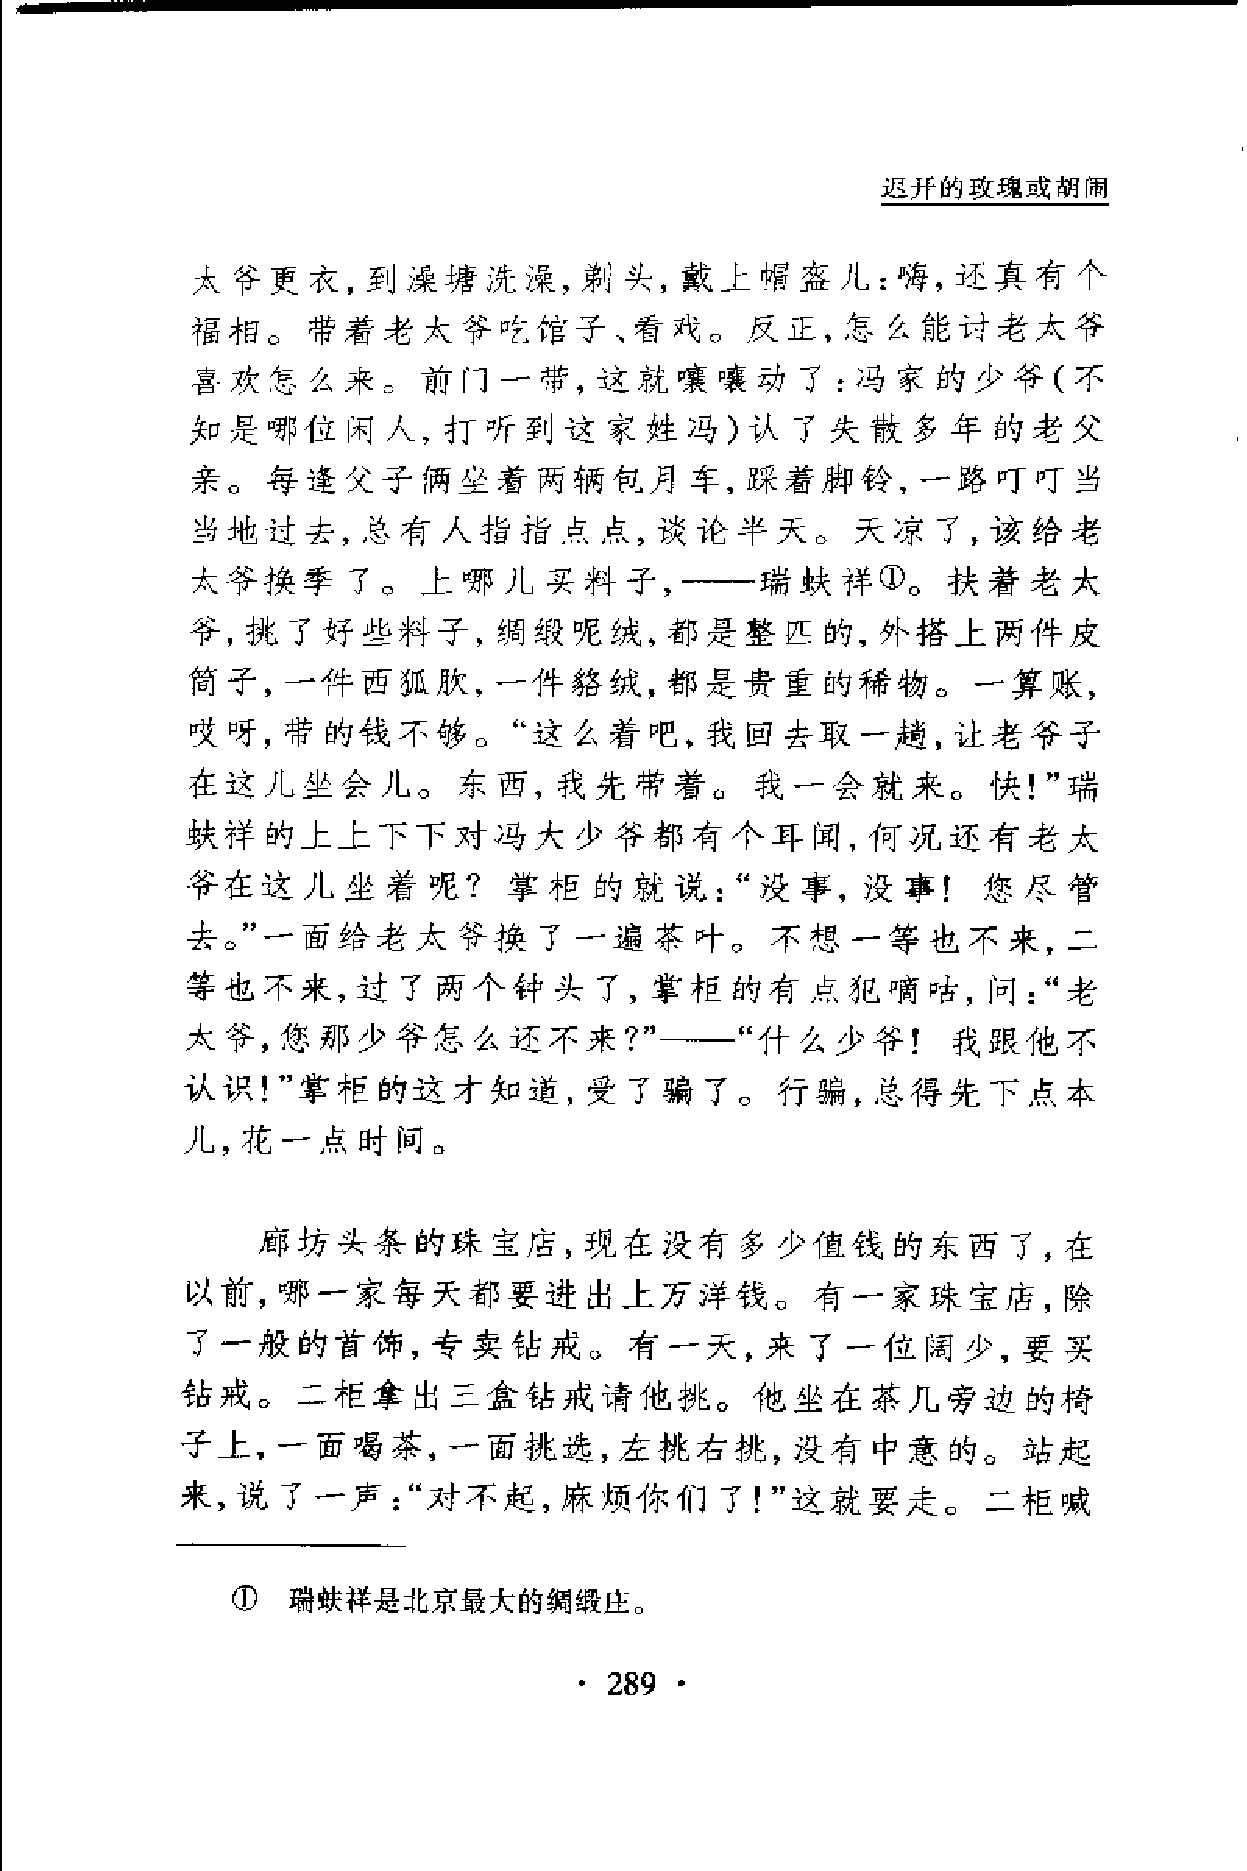 迟开的玫瑰或胡闹
太爷更衣,到澡塘洗澡,剃头,戴上帽盔儿:嗨,还真有个
福相。带着老太爷吃馆子、看戏。反正,怎么能讨老太爷
喜欢怎么来。前门一带,这就嚷嚷动了:冯家的少爷(不
知是哪位闲人,打听到这家姓冯)认了失散多年的老父
亲。每逢父子俩坐着两辆包月车,踩着脚铃,一路叮叮当
当地过去,总有人指指点点,谈论半天。天凉了,该给老
太爷换季了。上哪儿买料子,——瑞蚨祥①。扶着老太
爷,挑了好些料子,绸缎呢绒,都是整匹的,外搭上两件皮
筒子,一件西狐肷,一件貉绒,都是贵重的稀物。一算账,
哎呀,带的钱不够。“这么着吧,我回去取一趟,让老爷子
在这儿坐会儿。东西,我先带着。我一会就来。快!”瑞
蚨祥的上上下下对冯大少爷都有个耳闻,何况还有老太
爷在这儿坐着呢?掌柜的就说:“没事,没事!您尽管
去。”一面给老太爷换了一遍茶叶。不想一等也不来,二
等也不来,过了两个钟头了,掌柜的有点犯嘀咕,问:“老
太爷,您那少爷怎么还不来?”——“什么少爷!我跟他不
认识!”掌柜的这才知道,受了骗了。行骗,总得先下点本
儿,花一点时间。
廊坊头条的珠宝店,现在没有多少值钱的东西了,在
以前,哪一家每天都要进出上万洋钱。有一家珠宝店,除
了一般的首饰,专卖钻戒。有一天,来了一位阔少,要买
钻戒。二柜拿出三盒钻戒请他挑。他坐在茶几旁边的椅
子上,一面喝茶,一面挑选,左挑右挑,没有中意的。站起
来,说了一声:“对不起,麻烦你们了!”这就要走。二柜喊
① 瑞蚨祥是北京最大的绸缎庄。
· 289 ·